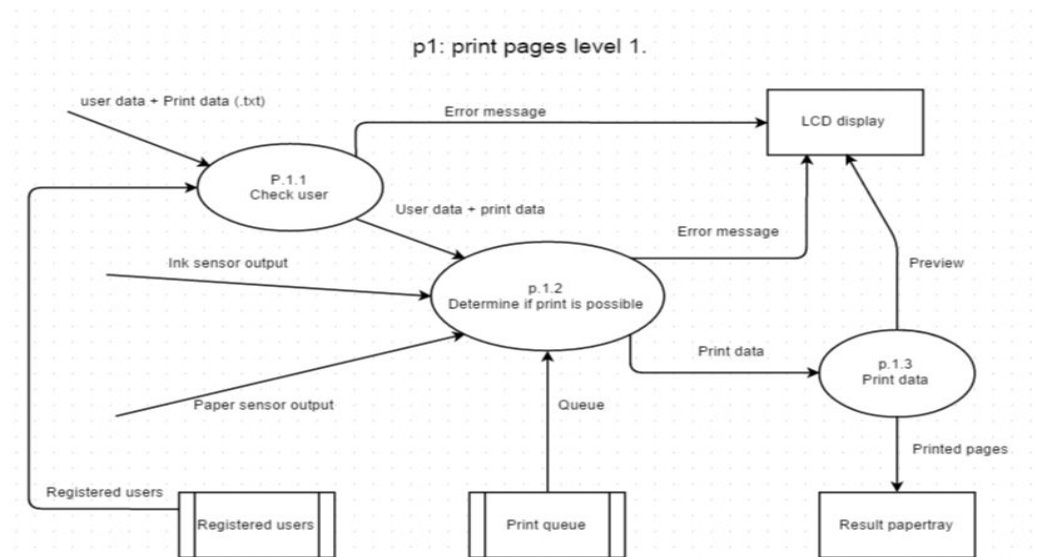 p1: print pages level 1.
user data + Print data (.txt)
Error message
LCD display
P.1.1
Check user
User data + print data
Error message
Ink sensor output
Preview
p.1.2
Determine if print is possible
Print data
p.1.3
Print data
Paper sensor output
Queue
Printed pages
Registered users
Registered users
Print queue
Result papertray